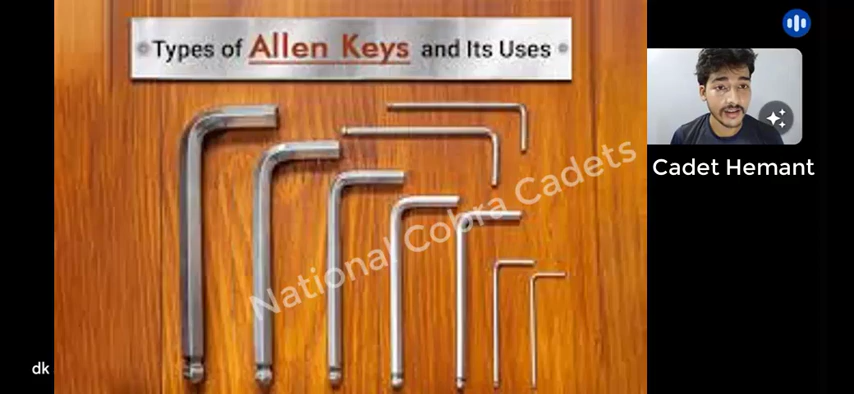 Types of Allen Keys and Its Uses
National Cobra Cadets
Cadet Hemant
dk